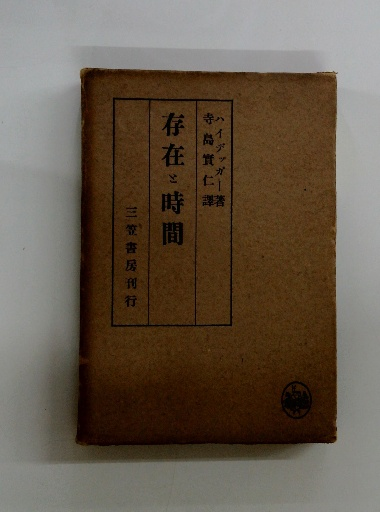 ハイデッガー著
寺島實仁譯
存在と時間
三笠書房刊行